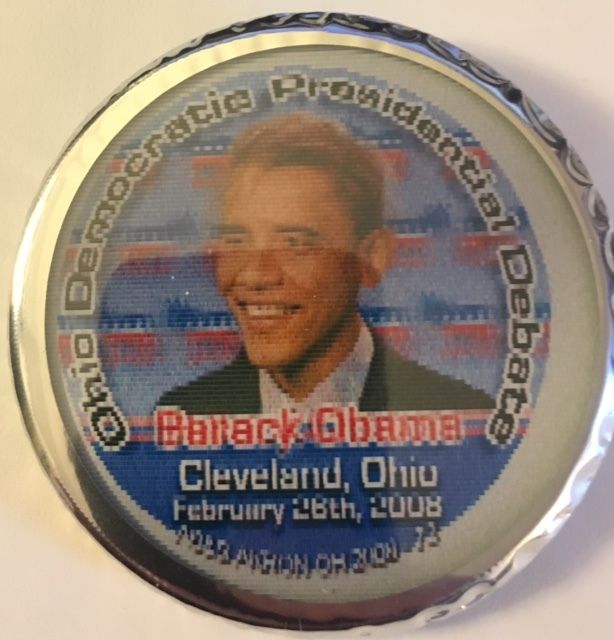 Ohio Democratic Presidential Debate
Barack Obama
Cleveland, Ohio
February 26th, 2008